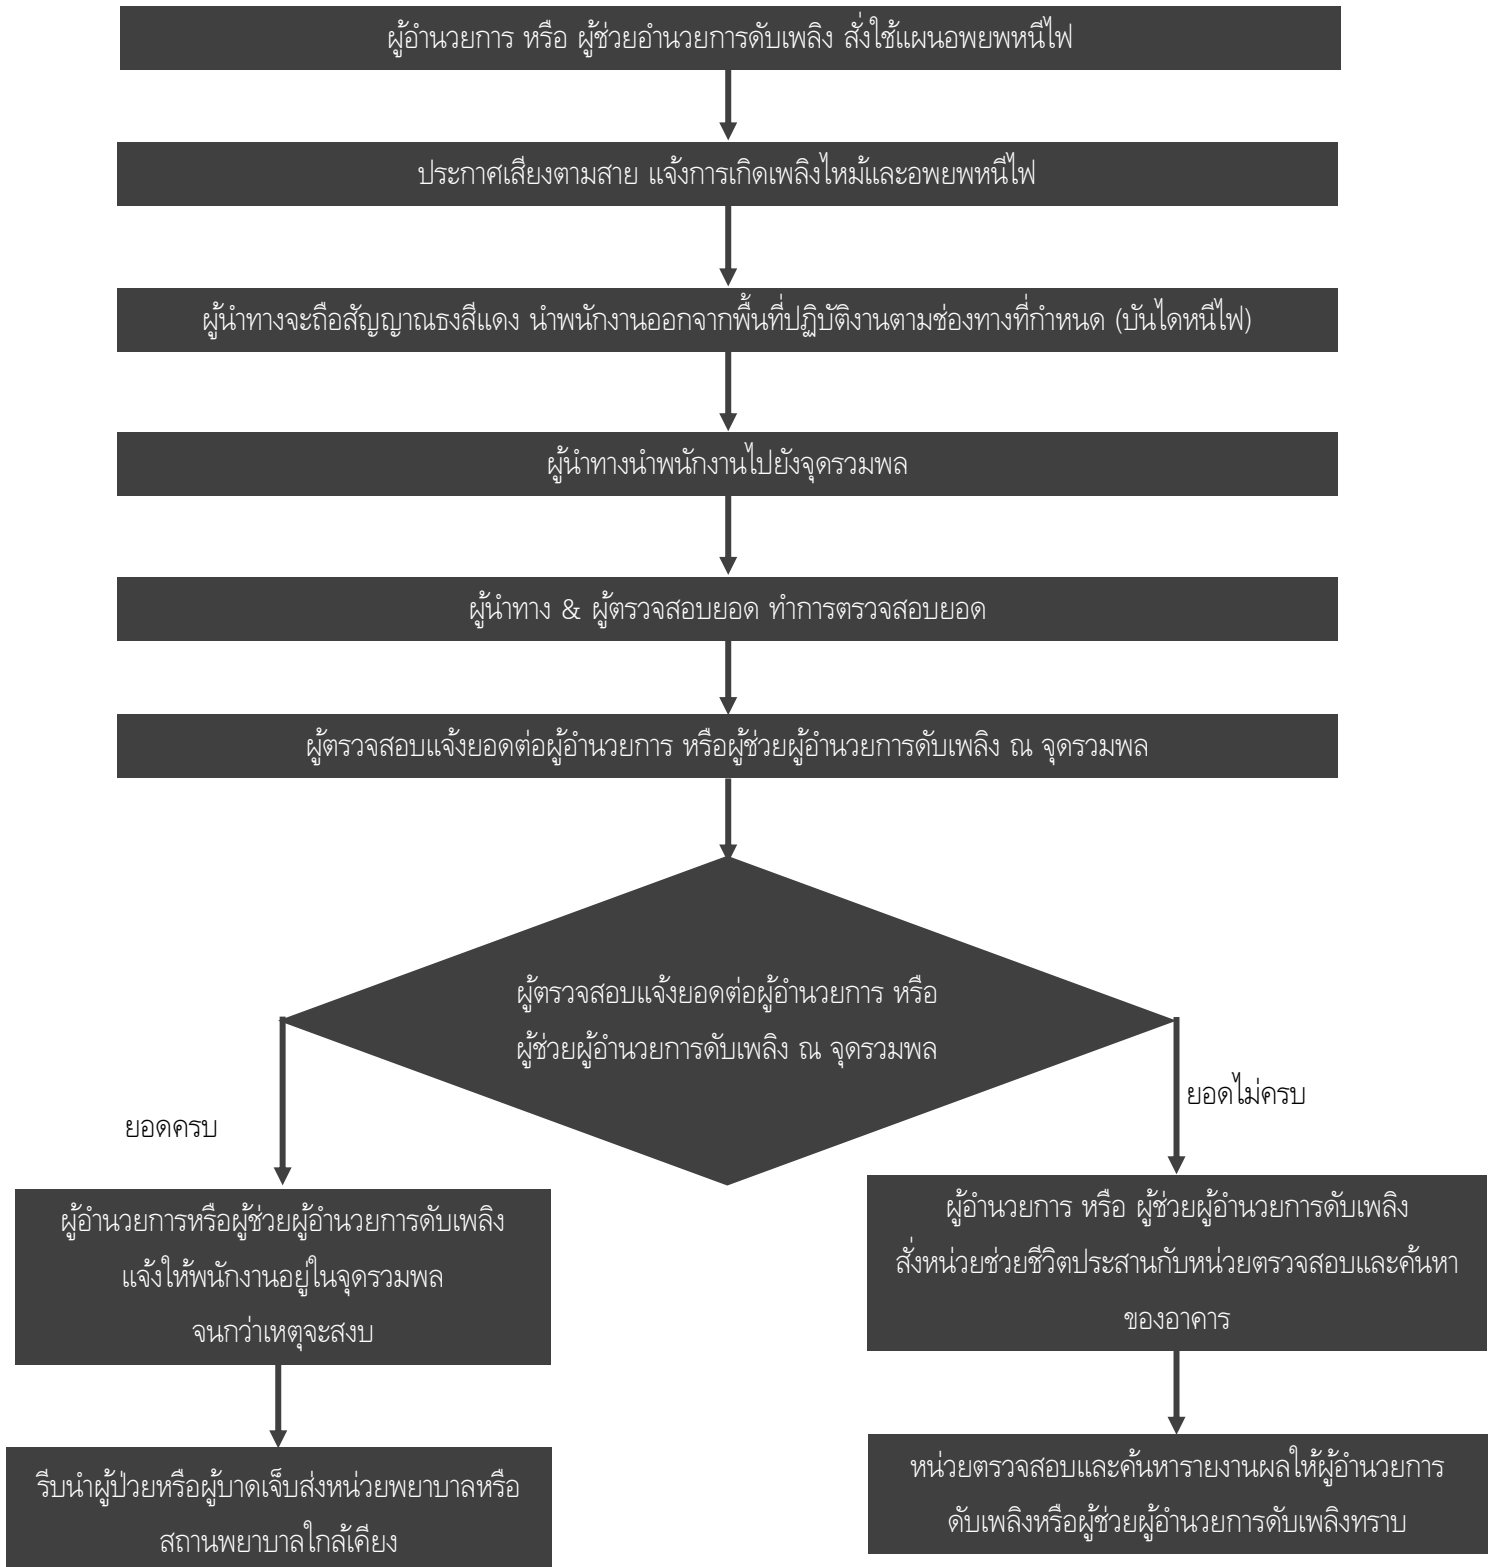 ผู้อำนวยการ หรือ ผู้ช่วยอำนวยการดับเพลิง สั่งใช้แผนอพยพหนีไฟ
ประกาศเสียงตามสาย แจ้งการเกิดเพลิงไหม้และอพยพหนีไฟ
ผู้นำทางจะถือสัญญาณธงสีแดง นำพนักงานออกจากพื้นที่ปฏิบัติงานตามช่องทางที่กำหนด (บันไดหนีไฟ)
ผู้นำทางนำพนักงานไปยังจุดรวมพล
ผู้นำทาง & ผู้ตรวจสอบยอด ทำการตรวจสอบยอด
ผู้ตรวจสอบแจ้งยอดต่อผู้อำนวยการ หรือผู้ช่วยผู้อำนวยการดับเพลิง ณ จุดรวมพล
ผู้ตรวจสอบแจ้งยอดต่อผู้อำนวยการ หรือ
ผู้ช่วยผู้อำนวยการดับเพลิง ณ จุดรวมพล
ยอดครบ
ยอดไม่ครบ
ผู้อำนวยการหรือผู้ช่วยผู้อำนวยการดับเพลิง
แจ้งให้พนักงานอยู่ในจุดรวมพล
จนกว่าเหตุจะสงบ
ผู้อำนวยการ หรือ ผู้ช่วยผู้อำนวยการดับเพลิง
สั่งหน่วยช่วยชีวิตประสานกับหน่วยตรวจสอบและค้นหา
ของอาคาร
รีบนำผู้ป่วยหรือผู้บาดเจ็บส่งหน่วยพยาบาลหรือ
สถานพยาบาลใกล้เคียง
หน่วยตรวจสอบและค้นหารายงานผลให้ผู้อำนวยการ
ดับเพลิงหรือผู้ช่วยผู้อำนวยการดับเพลิงทราบ